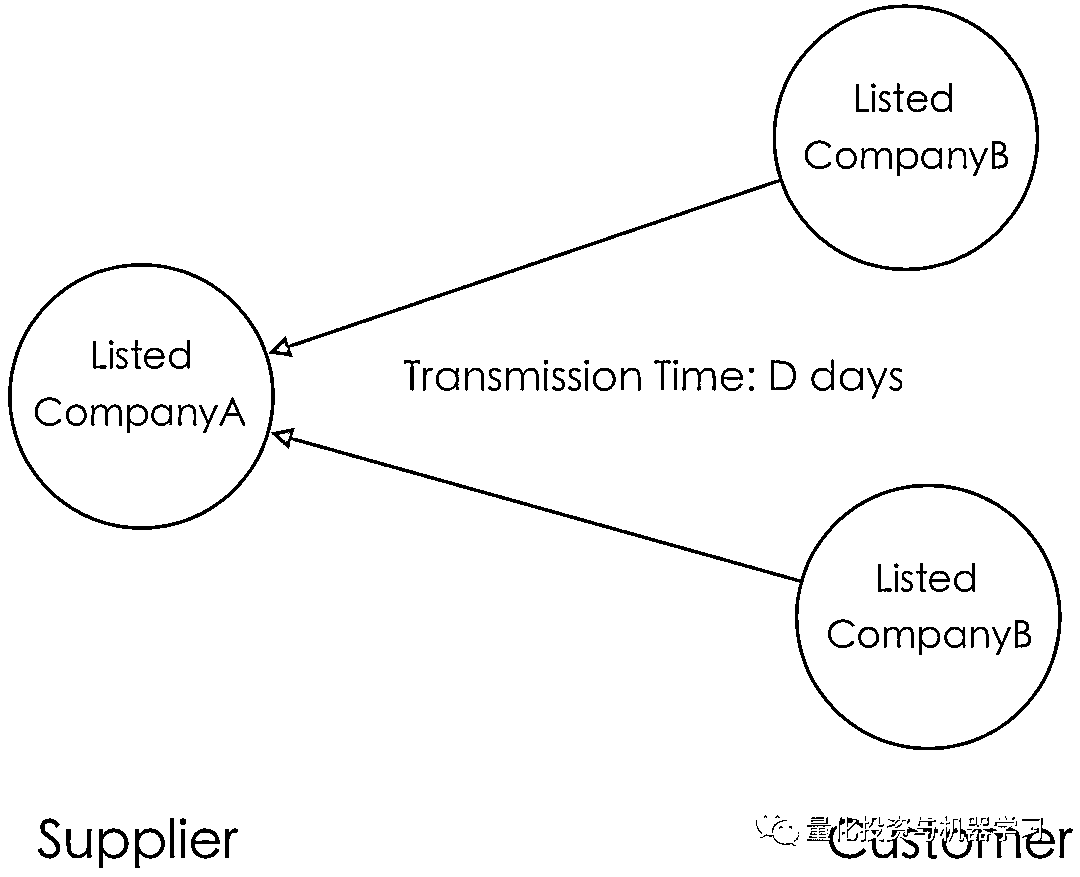 Listed
CompanyB
Listed
CompanyA
Transmission Time: D days
Listed
CompanyB
Supplier
Customer
量化投资与机器学习